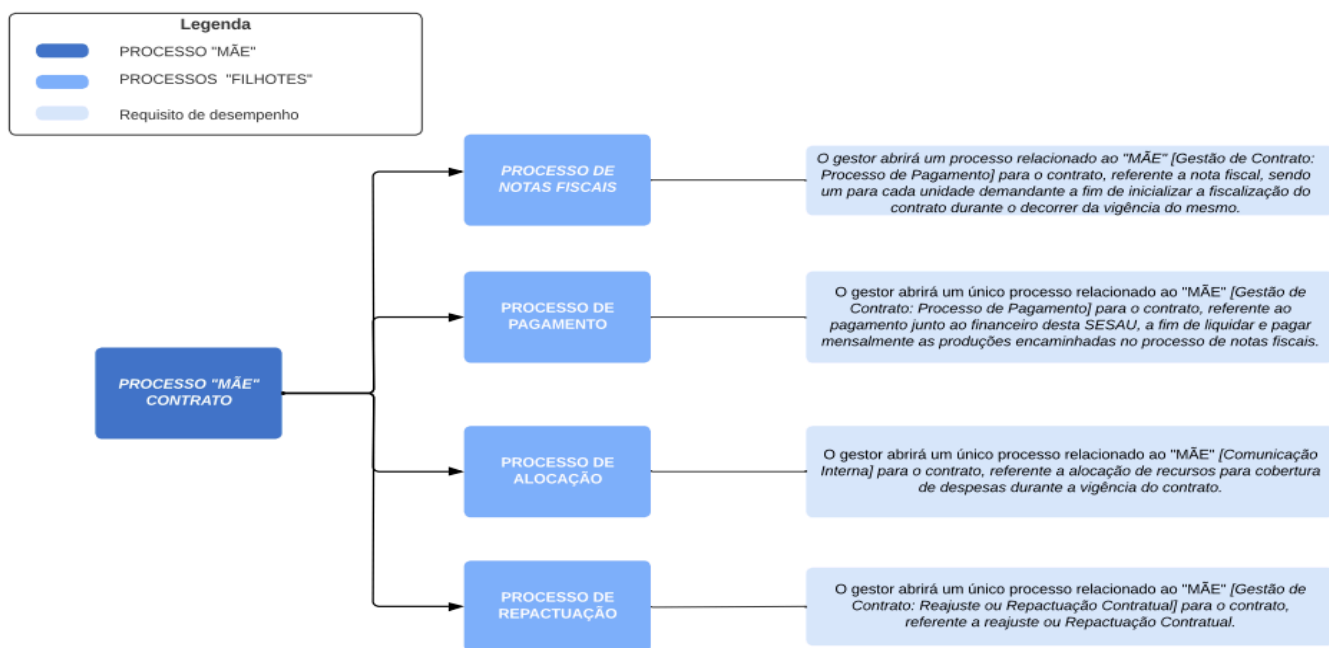 Legenda
PROCESSO "MÃE"
PROCESSOS "FILHOTES"
Requisito de desempenho
PROCESSO "MÃE"
CONTRATO
PROCESSO DE
NOTAS FISCAIS
O gestor abrirá um processo relacionado ao "MÃE" [Gestão de Contrato:
Processo de Pagamento] para o contrato, referente a nota fiscal, sendo
um para cada unidade demandante a fim de inicializar a fiscalização do
contrato durante o decorrer da vigência do mesmo.
PROCESSO DE
PAGAMENTO
O gestor abrirá um único processo relacionado ao "MÃE" [Gestão de
Contrato: Processo de Pagamento] para o contrato, referente ao
pagamento junto ao financeiro desta SESAU, a fim de liquidar e pagar
mensalmente as produções encaminhadas no processo de notas fiscais.
PROCESSO DE
ALOCAÇÃO
O gestor abrirá um único processo relacionado ao "MÃE" [Comunicação
Interna] para o contrato, referente a alocação de recursos para cobertura
de despesas durante a vigência do contrato.
PROCESSO DE
REPACTUAÇÃO
O gestor abrirá um único processo relacionado ao "MÃE" [Gestão de
Contrato: Reajuste ou Repactuação Contratual] para o contrato,
referente a reajuste ou Repactuação Contratual.